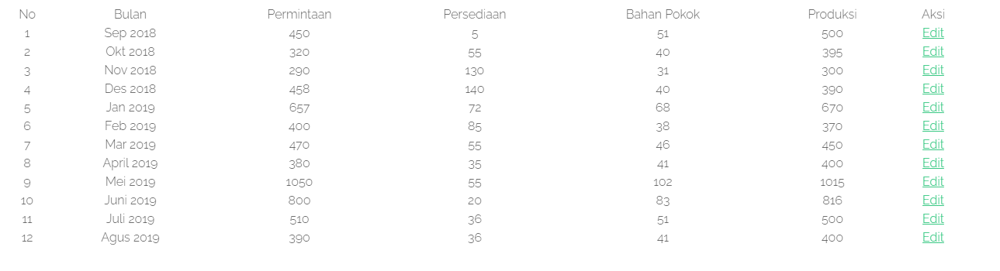 No Bulan Permintaan Persediaan Bahan Pokok Produksi Aksi
1 Sep 2018 450 5 51 500 Edit
2 Okt 2018 320 55 40 395 Edit
3 Nov 2018 290 130 31 300 Edit
4 Des 2018 458 140 40 390 Edit
5 Jan 2019 657 72 68 670 Edit
6 Feb 2019 400 85 38 370 Edit
7 Mar 2019 470 55 46 450 Edit
8 April 2019 380 35 41 400 Edit
9 Mei 2019 1050 55 102 1015 Edit
10 Juni 2019 800 20 83 816 Edit
11 Juli 2019 510 36 51 500 Edit
12 Agus 2019 390 36 41 400 Edit